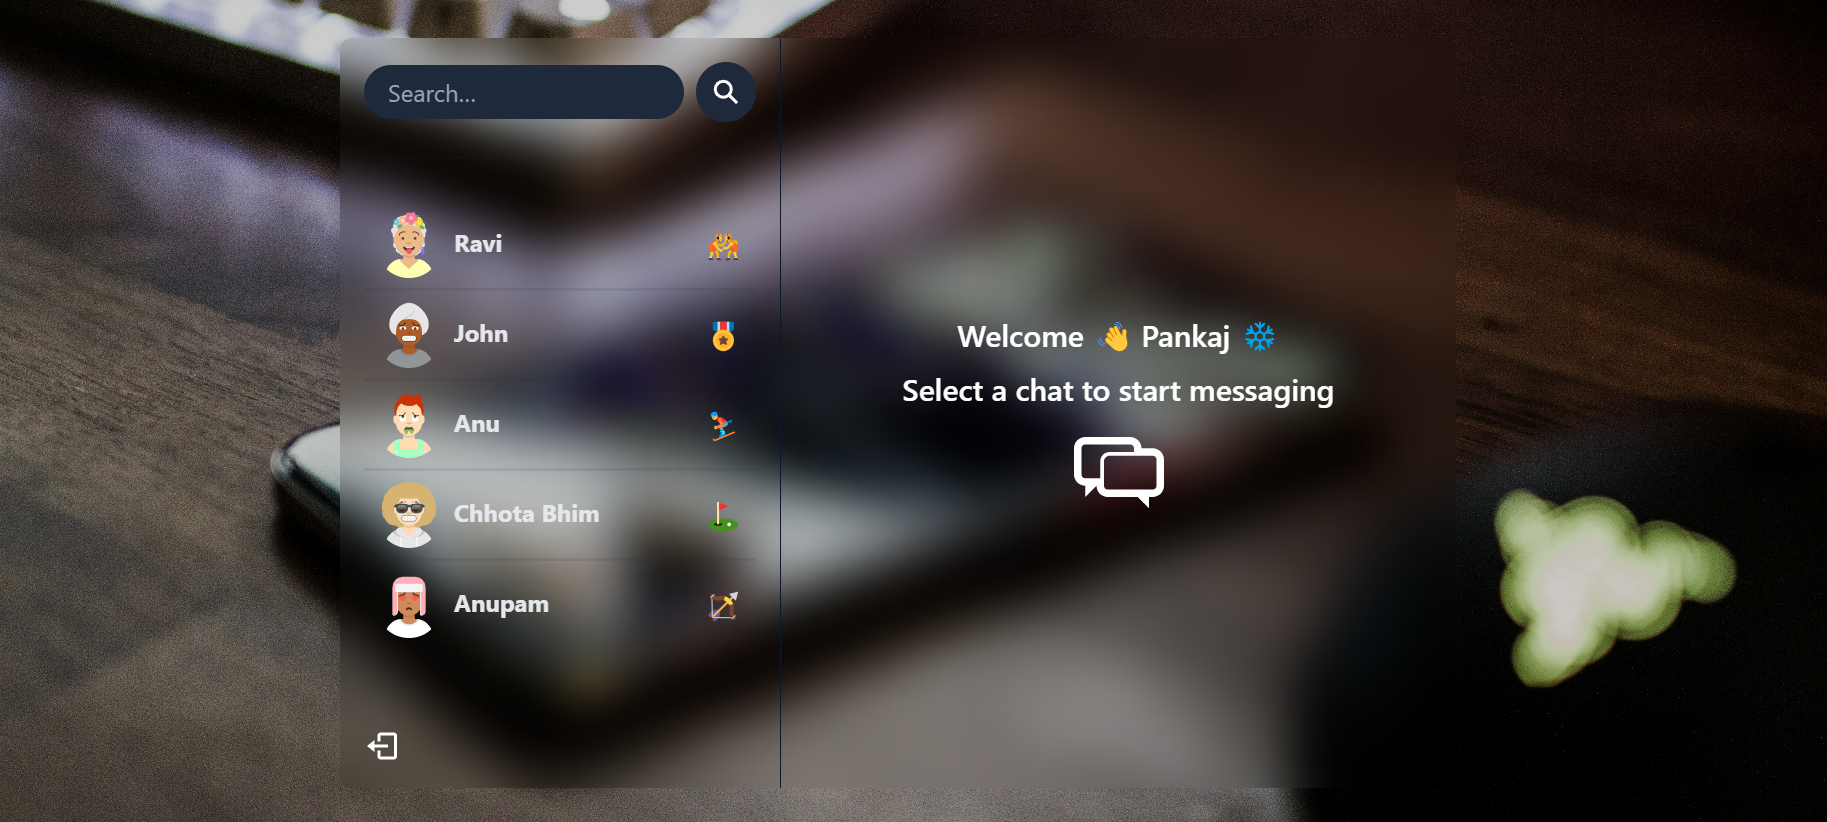 Search...
Ravi
John
Anu
Chhota Bhim
Anupam
Welcome 👋 Pankaj ❄️
Select a chat to start messaging